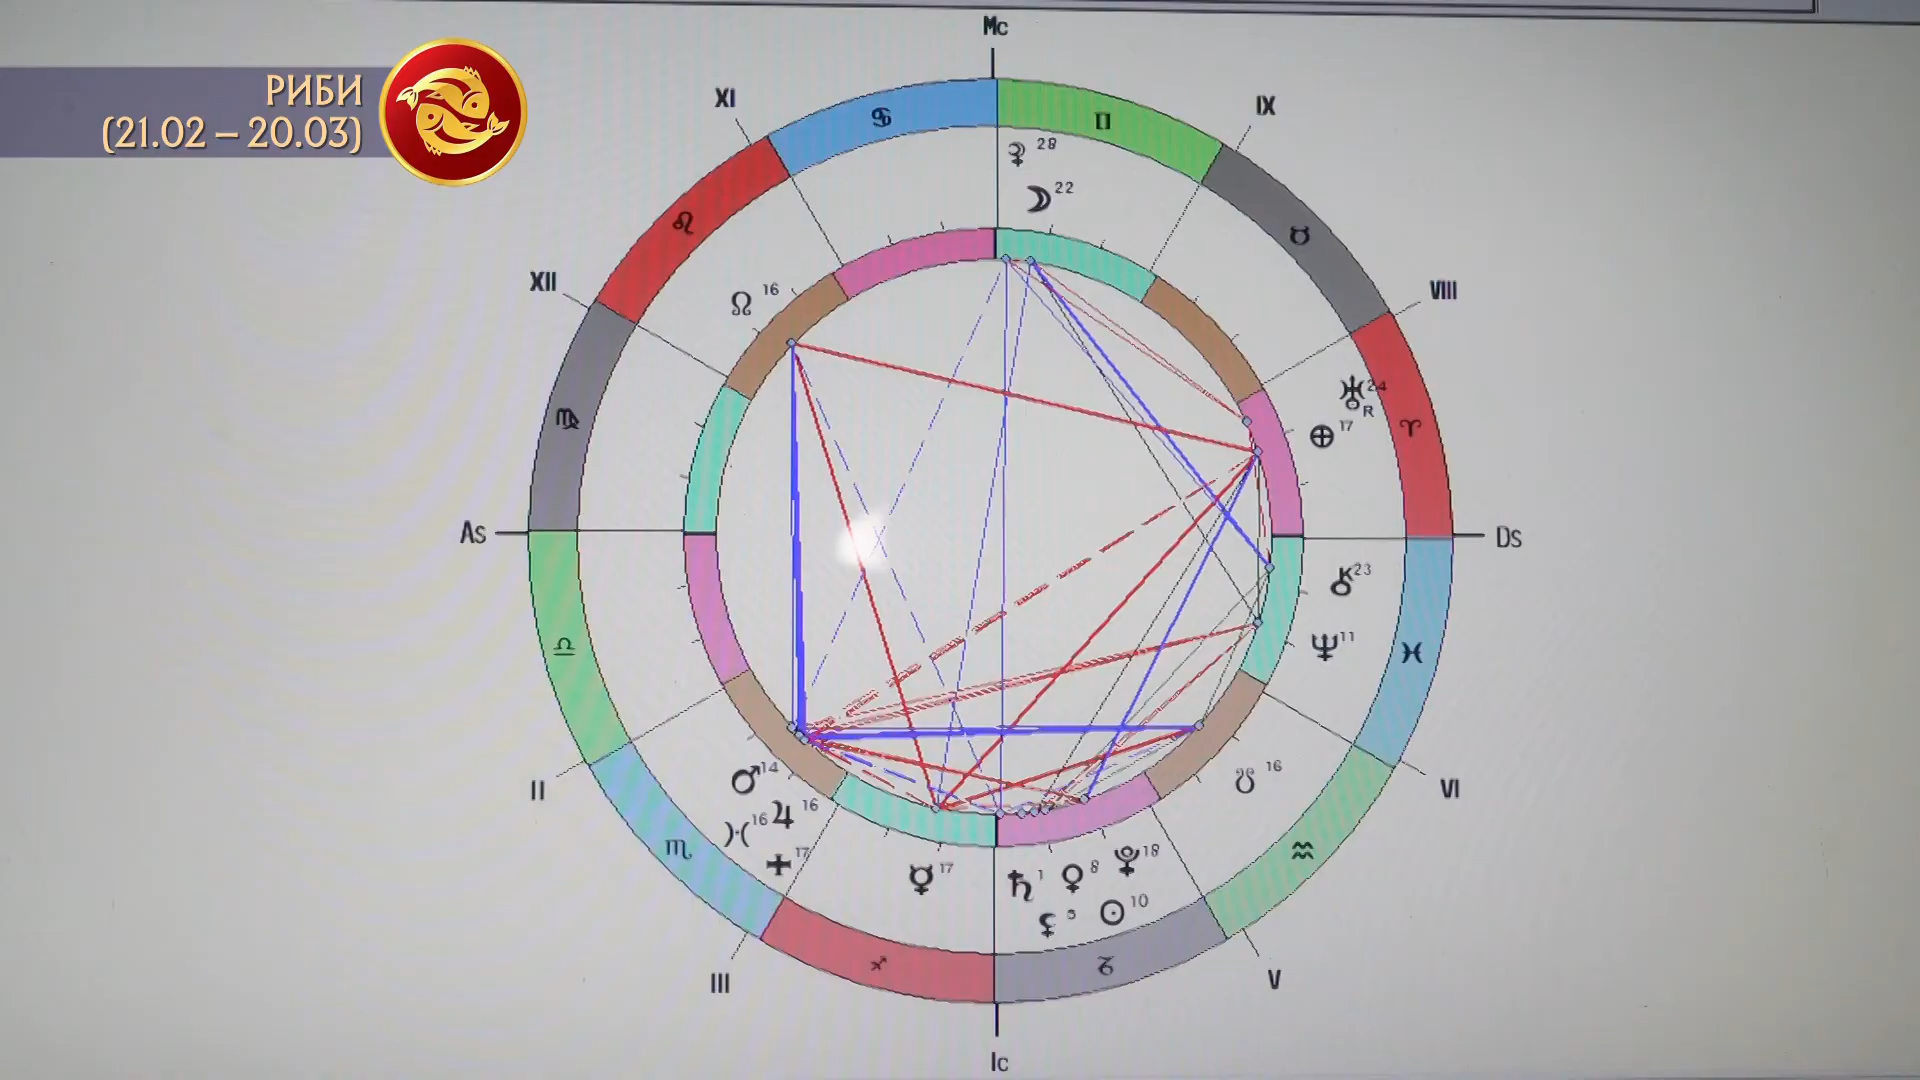 РИБИ
(21.02 – 20.03)
Mc
XI
IX
28
22
XII
16
VIII
24
R
17
As
Ds
23
11
II
14
16
16
17
17
1
8
18
5
10
16
VI
III
V
Ic